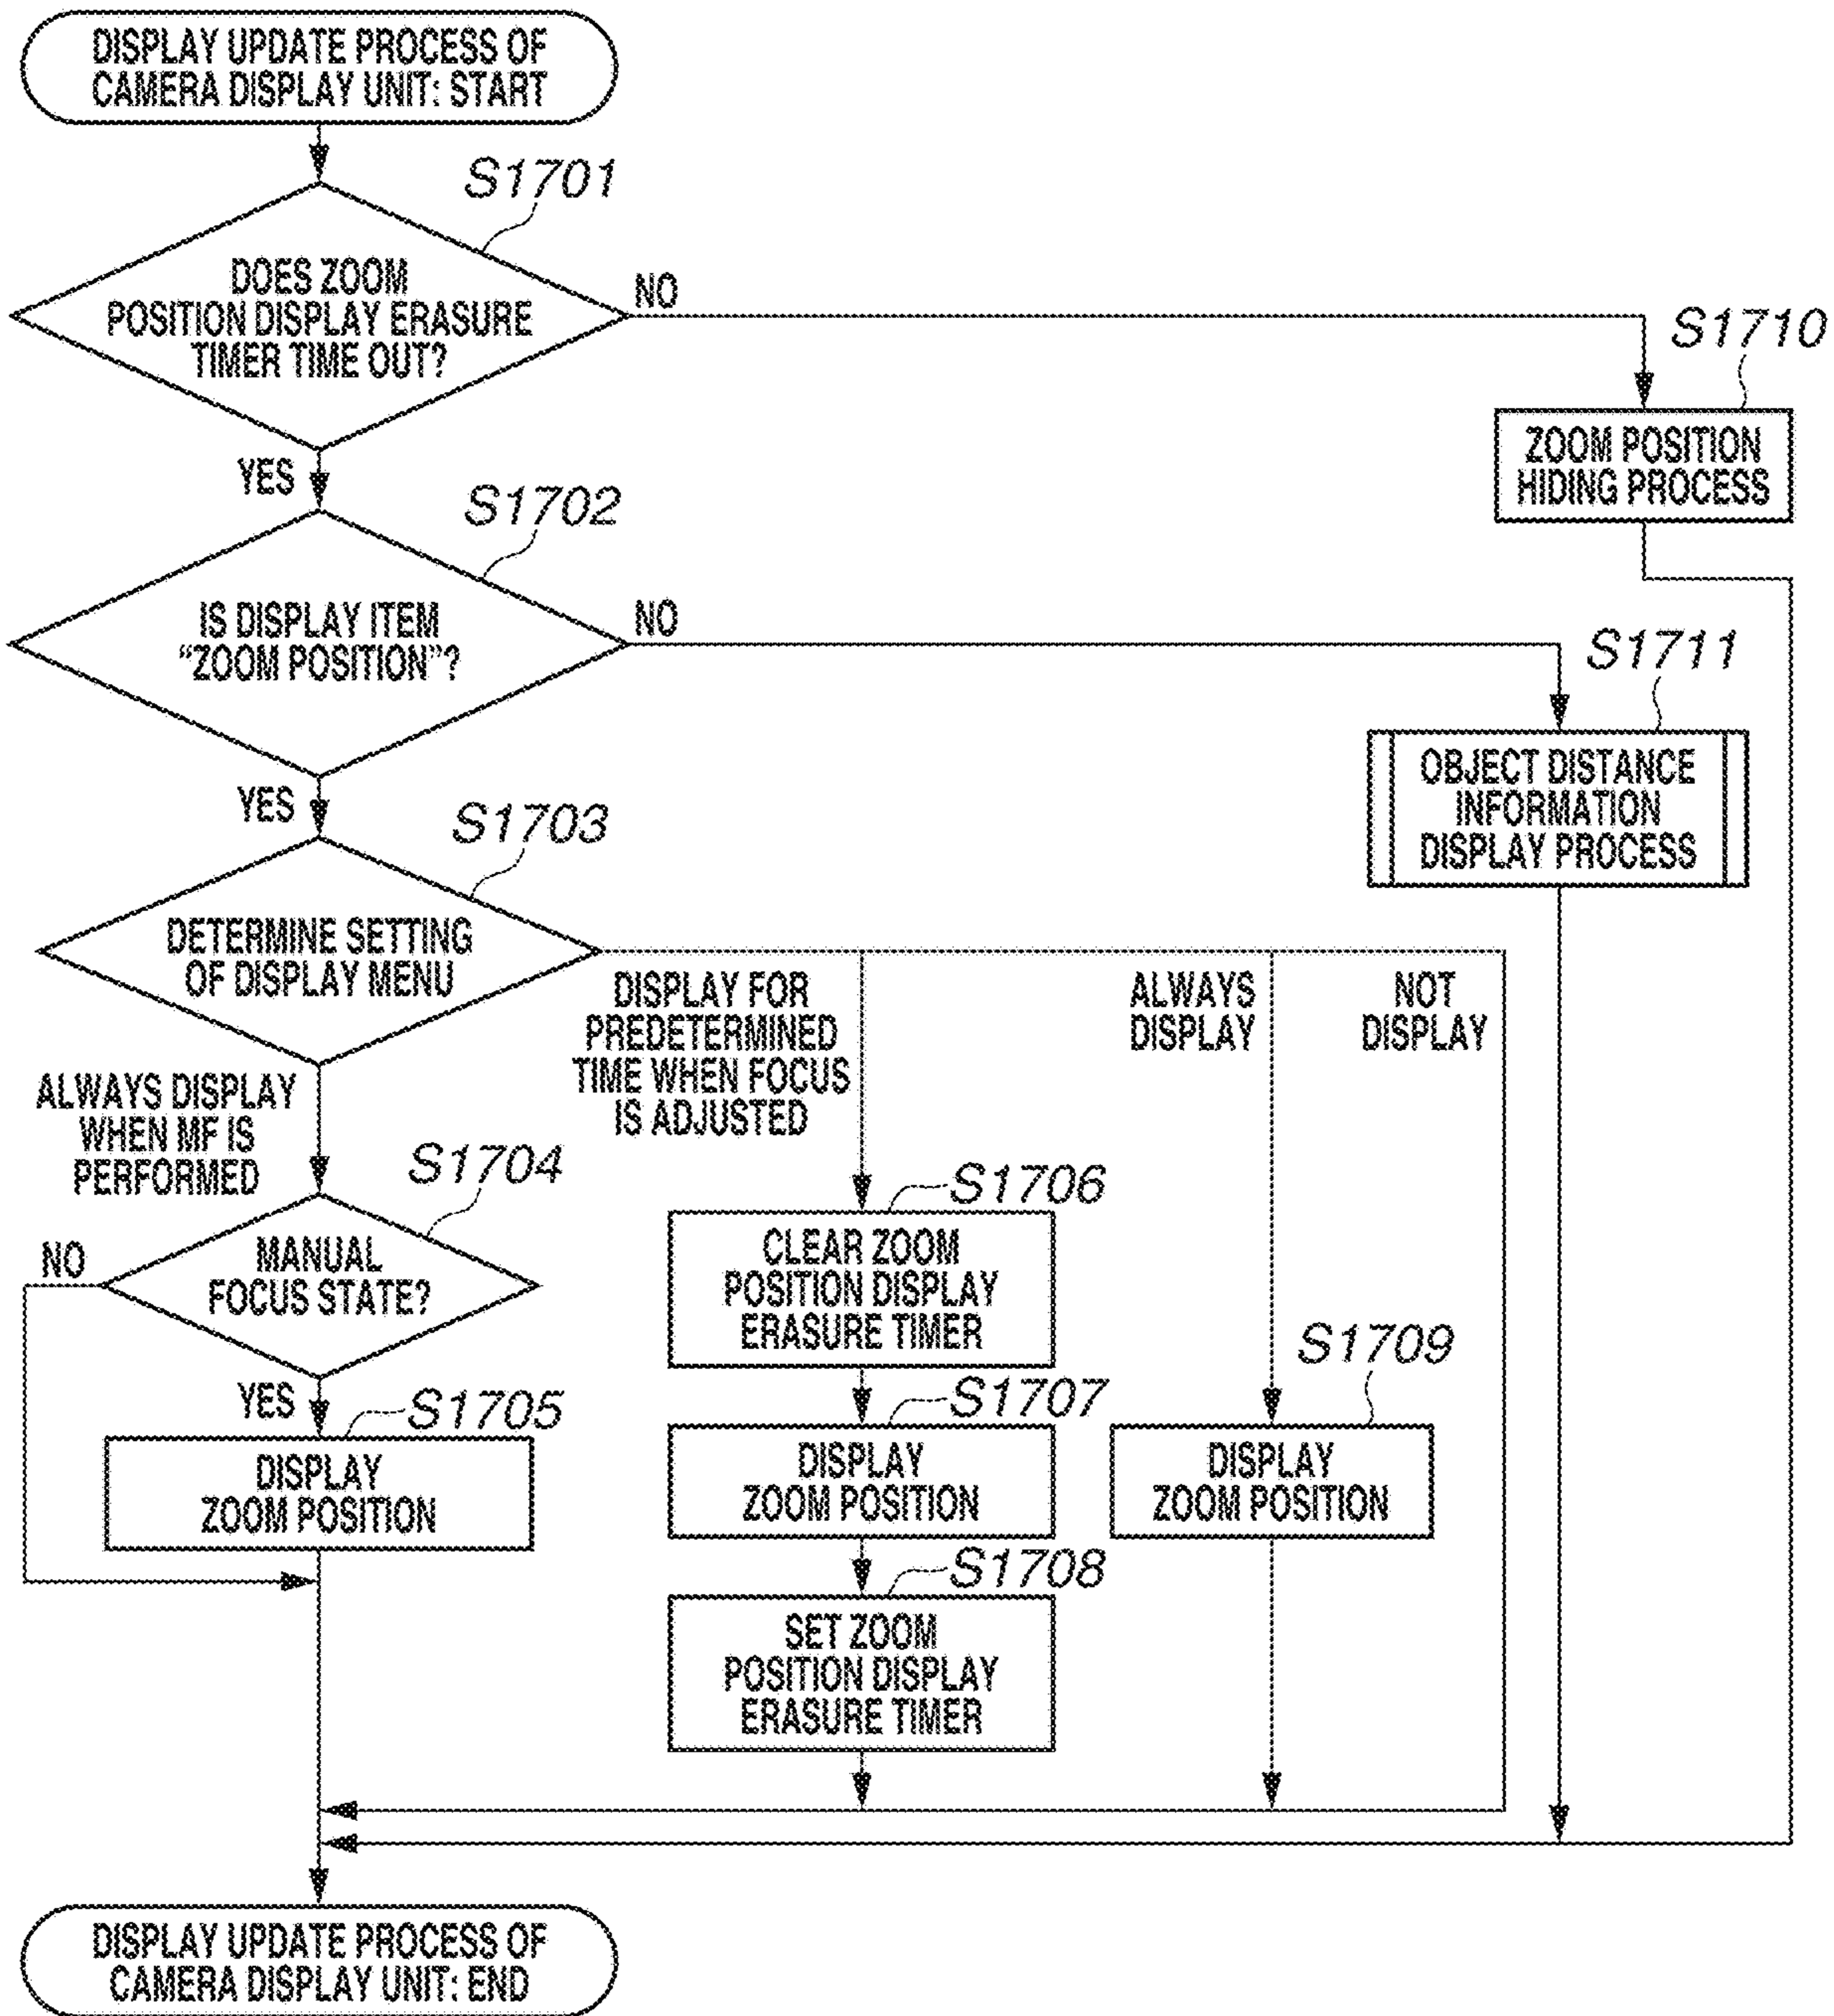 DISPLAY UPDATE PROCESS OF
CAMERA DISPLAY UNIT: START
S1701
DOES ZOOM
POSITION DISPLAY ERASURE
TIMER TIME OUT?
NO
YES
S1710
ZOOM POSITION
HIDING PROCESS
S1702
IS DISPLAY ITEM
“ZOOM POSITION”?
NO
YES
S1711
OBJECT DISTANCE
INFORMATION
DISPLAY PROCESS
S1703
DETERMINE SETTING
OF DISPLAY MENU
ALWAYS DISPLAY
WHEN MF IS
PERFORMED
DISPLAY FOR
PREDETERMINED
TIME WHEN FOCUS
IS ADJUSTED
ALWAYS
DISPLAY
NOT
DISPLAY
S1704
MANUAL
FOCUS STATE?
NO
YES
S1705
DISPLAY
ZOOM POSITION
S1706
CLEAR ZOOM
POSITION DISPLAY
ERASURE TIMER
S1707
DISPLAY
ZOOM POSITION
S1708
SET ZOOM
POSITION DISPLAY
ERASURE TIMER
S1709
DISPLAY
ZOOM POSITION
DISPLAY UPDATE PROCESS OF
CAMERA DISPLAY UNIT: END